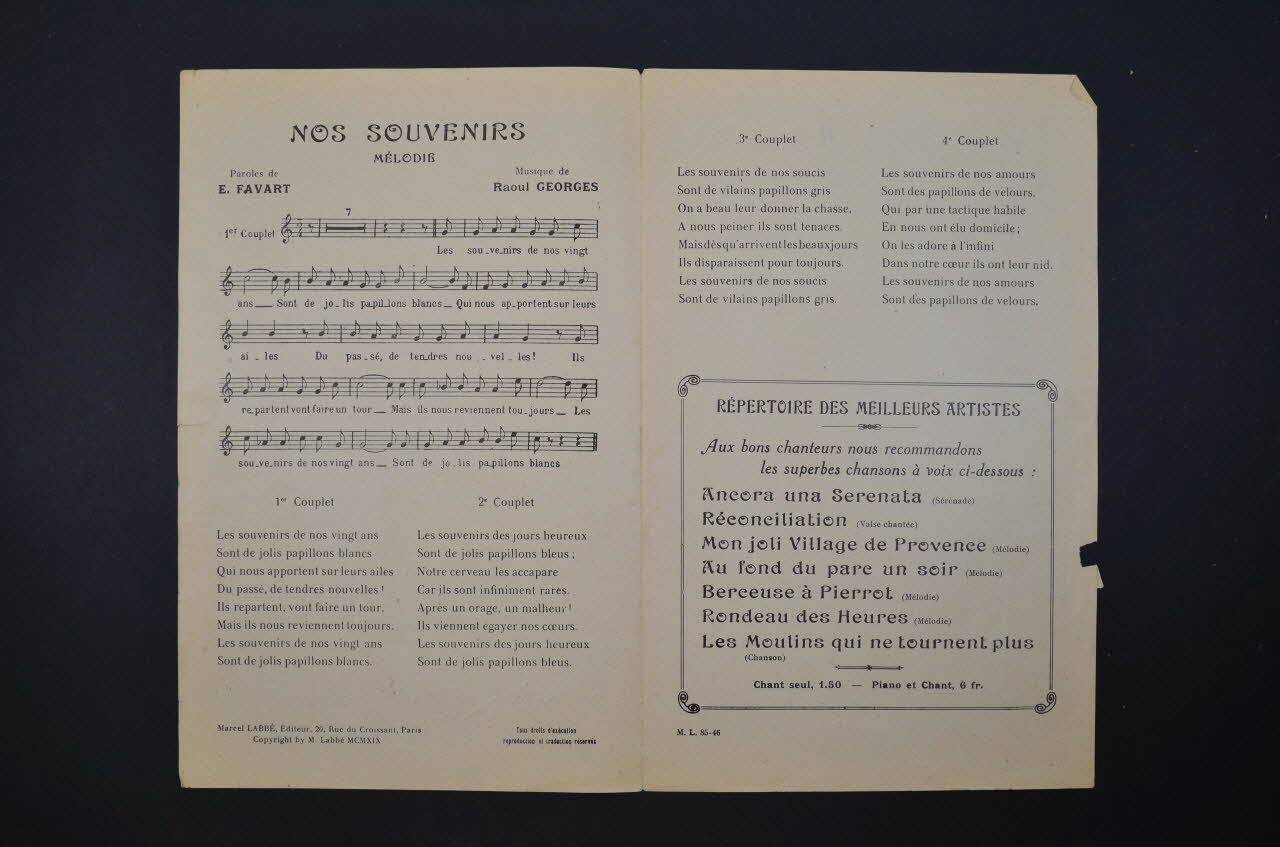 NOS SOUVENIRS
MÉLODIE
Paroles de
E. FAVART
Musique de
Raoul GEORGES
1er Couplet
7
Les sou_ve_nirs de nos vingt
ans__ Sont de jo_lis pa_pil_lons blancs__ Qui nous ap_portent sur leurs
ai_les Du pas_sé, de ten_dres nou_vel_les! Ils
re_partent vont faire un tour__ Mais ils nous reviennent tou_jours__ Les
sou_ve_nirs de nos vingt ans__ Sont de jo_lis papillons blancs
1er Couplet
Les souvenirs de nos vingt ans
Sont de jolis papillons blancs
Qui nous apportent sur leurs ailes
Du passé, de tendres nouvelles!
Ils repartent, vont faire un tour,
Mais ils nous reviennent toujours.
Les souvenirs de nos vingt ans
Sont de jolis papillons blancs.
2e Couplet
Les souvenirs des jours heureux
Sont de jolis papillons bleus;
Notre cerveau les accapare
Car ils sont infiniment rares.
Après un orage, un malheur!
Ils viennent égayer nos cœurs.
Les souvenirs des jours heureux
Sont de jolis papillons bleus.
Marcel LABBÉ, Editeur, 20, Rue du Croissant, Paris
Copyright by M. Labbé MCMXIX
Tous droits d'exécution
reproduction et traduction réservés
3e Couplet
Les souvenirs de nos soucis
Sont de vilains papillons gris
On a beau leur donner la chasse,
A nous peiner ils sont tenaces.
Mais dès qu'arrivent les beaux jours
Ils disparaissent pour toujours.
Les souvenirs de nos soucis
Sont de vilains papillons gris.
4e Couplet
Les souvenirs de nos amours
Sont des papillons de velours.
Qui par une tactique habile
En nous ont élu domicile;
On les adore à l'infini
Dans notre cœur ils ont leur nid.
Les souvenirs de nos amours
Sont des papillons de velours.
RÉPERTOIRE DES MEILLEURS ARTISTES
Aux bons chanteurs nous recommandons
les superbes chansons à voix ci-dessous :
Ancora una Serenata (Sérénade)
Réconciliation (Valse chantée)
Mon joli Village de Provence (Mélodie)
Au fond du parc un soir (Mélodie)
Berceuse à Pierrot (Mélodie)
Rondeau des Heures (Mélodie)
Les Moulins qui ne tournent plus
(Chanson)
Chant seul, 1.50 — Piano et Chant, 6 fr.
M. L. 85-46